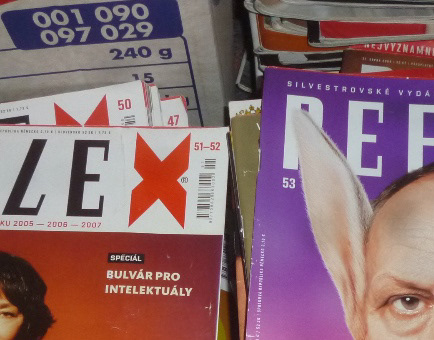 001 090
097 029
240 g
15
NEJVÝZNAMN
50
47
51–52
LEX
®
KU 2005 — 2006 — 2007
SPECIÁL
BULVÁR PRO
INTELEKTUÁLY
SILVESTROVSKÉ VYDÁ
REF
53